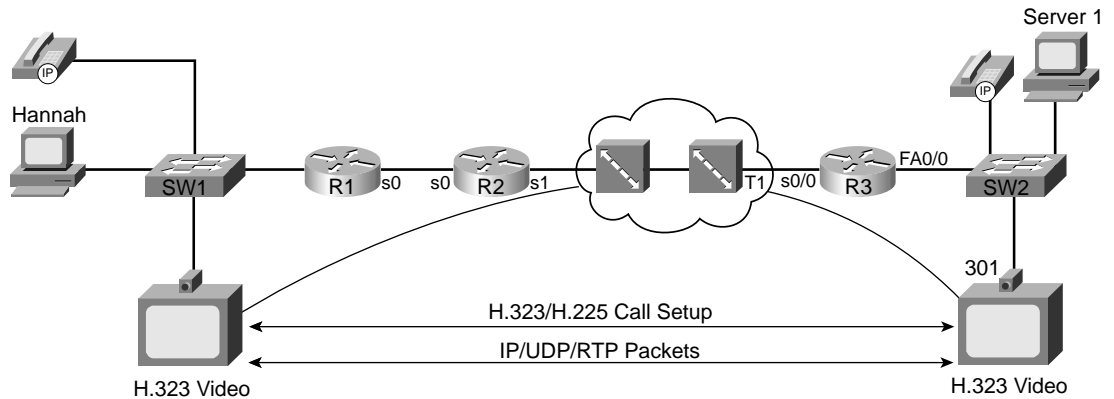 Server 1
IP
IP
Hannah
FA0/0
SW1
R1
s0
s0
R2
s1
T1
s0/0
R3
SW2
301
H.323/H.225 Call Setup
IP/UDP/RTP Packets
H.323 Video
H.323 Video